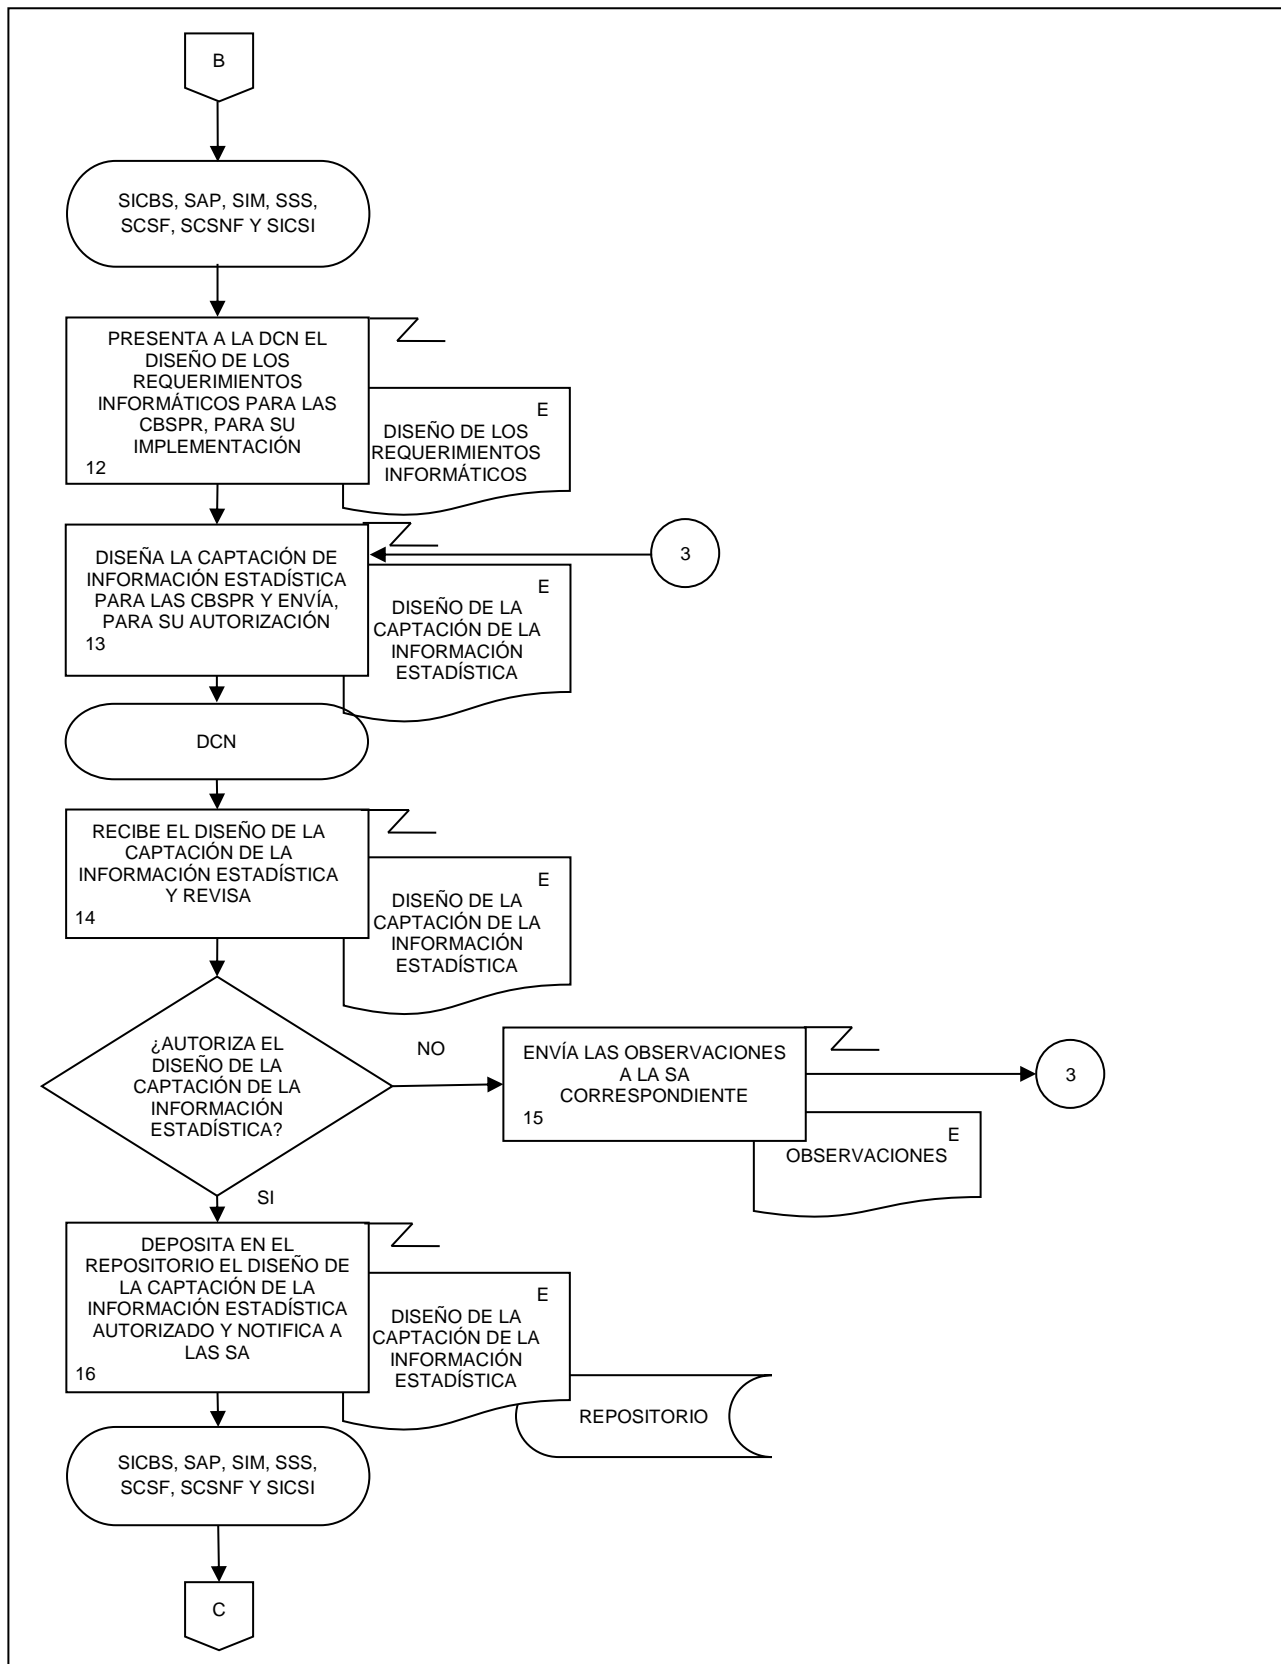 B
SICBS, SAP, SIM, SSS,
SCSF, SCSNF Y SICSI
PRESENTA A LA DCN EL
DISEÑO DE LOS
REQUERIMIENTOS
INFORMÁTICOS PARA LAS
CBSPR, PARA SU
IMPLEMENTACIÓN
12
E
DISEÑO DE LOS
REQUERIMIENTOS
INFORMÁTICOS
DISEÑA LA CAPTACIÓN DE
INFORMACIÓN ESTADÍSTICA
PARA LAS CBSPR Y ENVÍA,
PARA SU AUTORIZACIÓN
13
3
E
DISEÑO DE LA
CAPTACIÓN DE LA
INFORMACIÓN
ESTADÍSTICA
DCN
RECIBE EL DISEÑO DE LA
CAPTACIÓN DE LA
INFORMACIÓN ESTADÍSTICA
Y REVISA
14
E
DISEÑO DE LA
CAPTACIÓN DE LA
INFORMACIÓN
ESTADÍSTICA
¿AUTORIZA EL
DISEÑO DE LA
CAPTACIÓN DE LA
INFORMACIÓN
ESTADÍSTICA?
NO
ENVÍA LAS OBSERVACIONES
A LA SA
CORRESPONDIENTE
15
3
E
OBSERVACIONES
SI
DEPOSITA EN EL
REPOSITORIO EL DISEÑO DE
LA CAPTACIÓN DE LA
INFORMACIÓN ESTADÍSTICA
AUTORIZADO Y NOTIFICA A
LAS SA
16
E
DISEÑO DE LA
CAPTACIÓN DE LA
INFORMACIÓN
ESTADÍSTICA
REPOSITORIO
SICBS, SAP, SIM, SSS,
SCSF, SCSNF Y SICSI
C